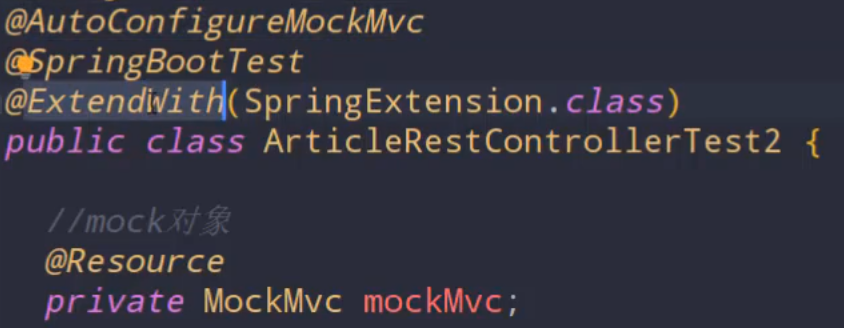 @AutoConfigureMockMvc
@SpringBootTest
@ExtendWith(SpringExtension.class)
public class ArticleRestControllerTest2 {
//mock对象
@Resource
private MockMvc mockMvc;